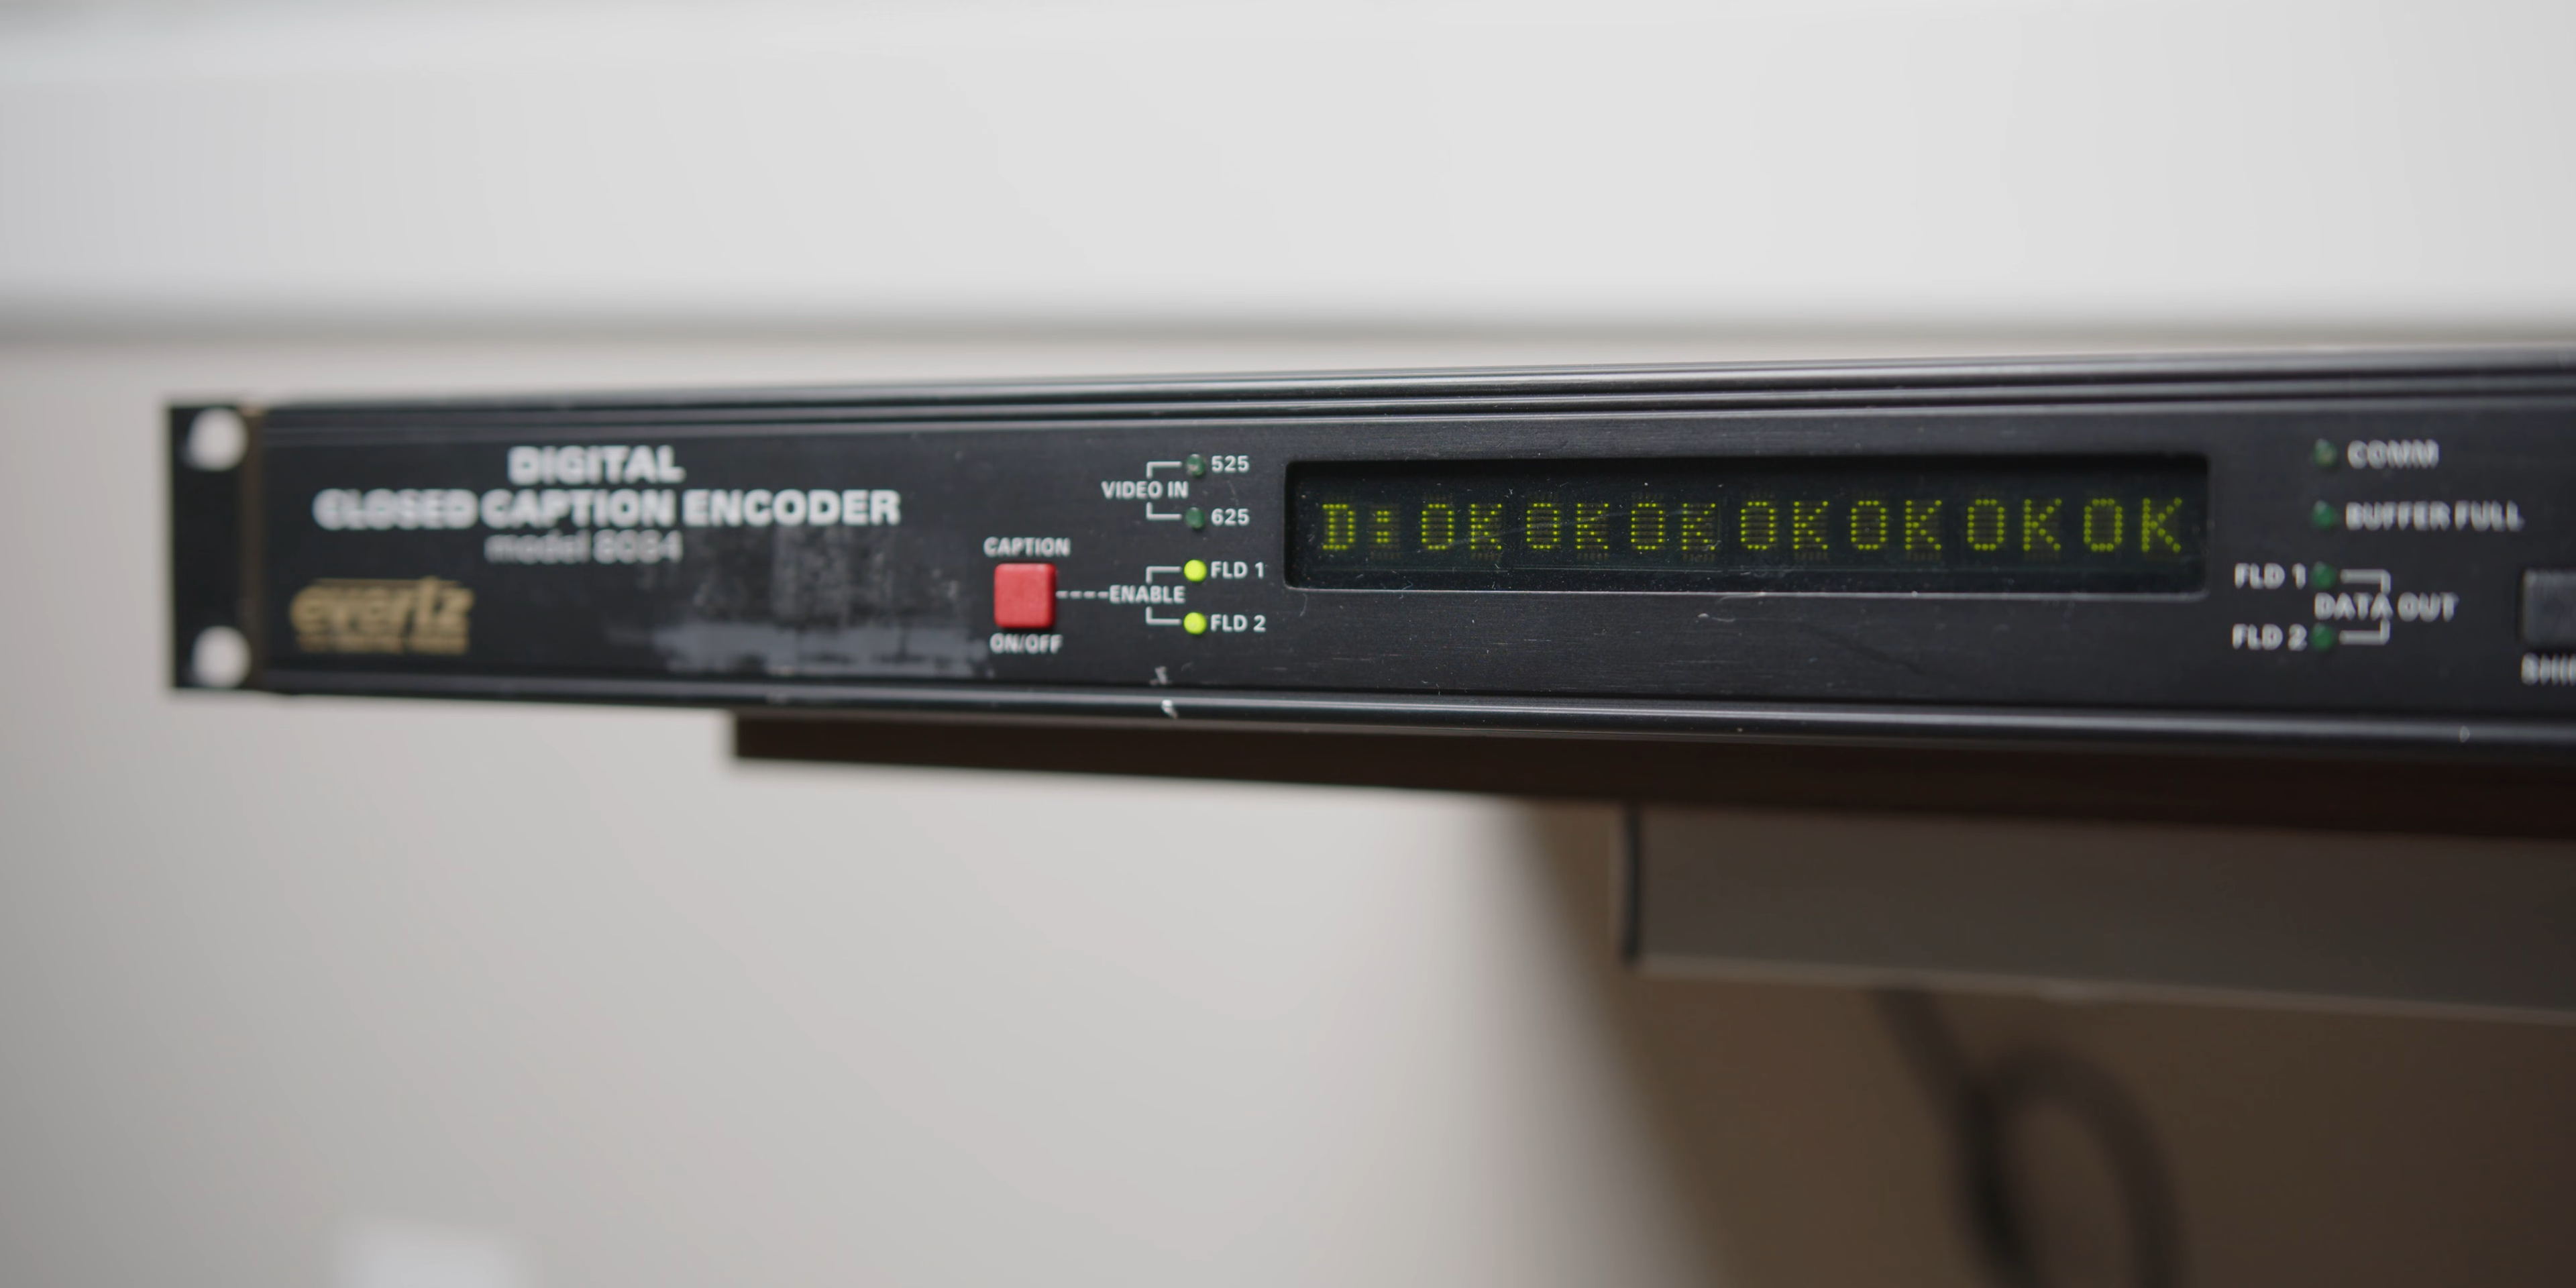 DIGITAL
CLOSED CAPTION ENCODER
model 8084
evertz
CAPTION
ON/OFF
VIDEO IN
525
625
ENABLE
FLD 1
FLD 2
D:OKOKOKOKOKOKOK
COMM
BUFFER FULL
FLD 1
DATA OUT
FLD 2